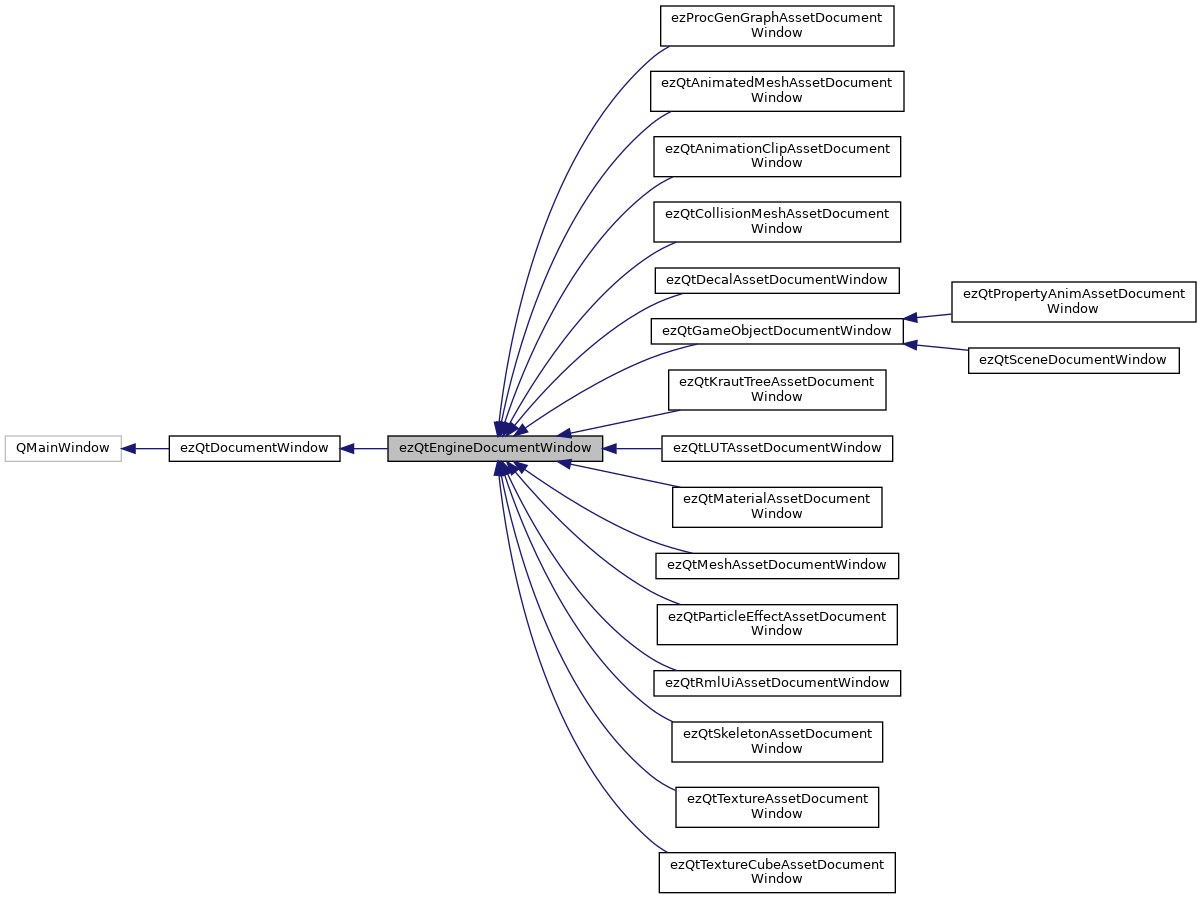 ezProcGenGraphAssetDocument
Window
ezQtAnimatedMeshAssetDocument
Window
ezQtAnimationClipAssetDocument
Window
ezQtCollisionMeshAssetDocument
Window
ezQtDecalAssetDocumentWindow
ezQtPropertyAnimAssetDocument
Window
ezQtGameObjectDocumentWindow
ezQtSceneDocumentWindow
ezQtKrautTreeAssetDocument
Window
QMainWindow
ezQtDocumentWindow
ezQtEngineDocumentWindow
ezQtLUTAssetDocumentWindow
ezQtMaterialAssetDocument
Window
ezQtMeshAssetDocumentWindow
ezQtParticleEffectAssetDocument
Window
ezQtRmlUiAssetDocumentWindow
ezQtSkeletonAssetDocument
Window
ezQtTextureAssetDocument
Window
ezQtTextureCubeAssetDocument
Window